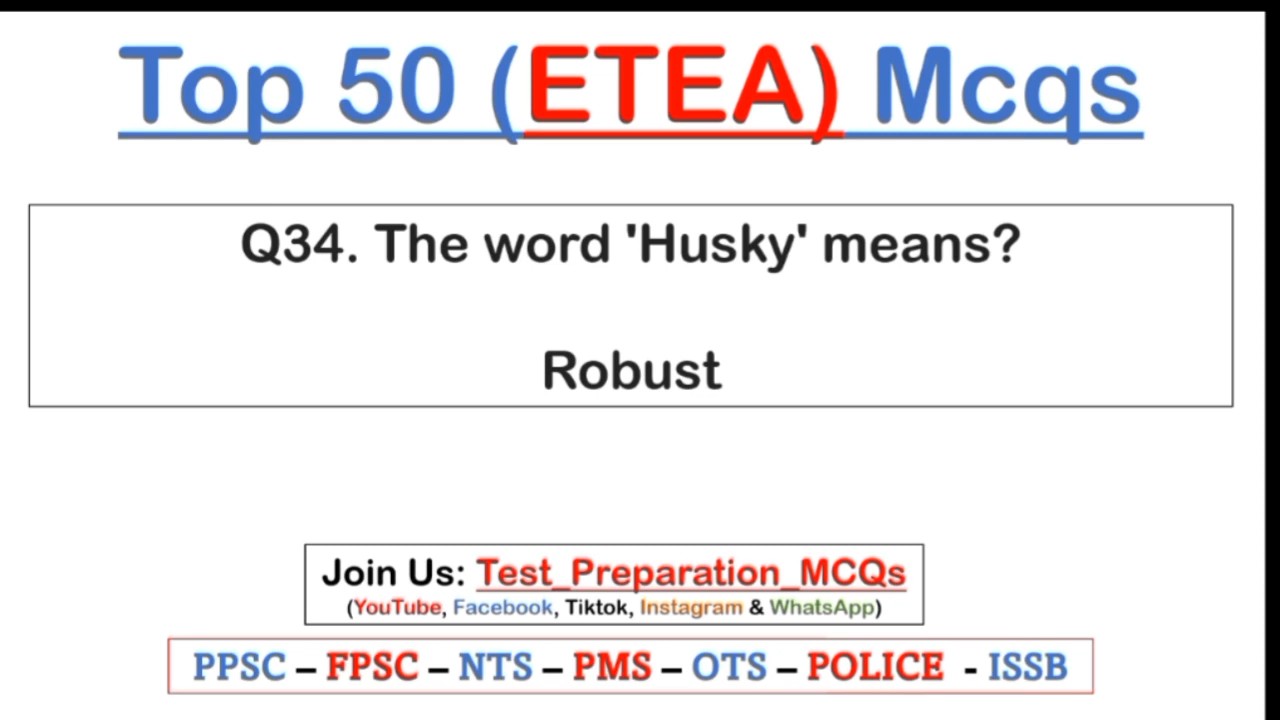 Top 50 (ETEA) Mcqs
Q34. The word 'Husky' means?
Robust
Join Us: Test_Preparation_MCQs
(YouTube, Facebook, Tiktok, Instagram & WhatsApp)
PPSC – FPSC – NTS – PMS – OTS – POLICE - ISSB